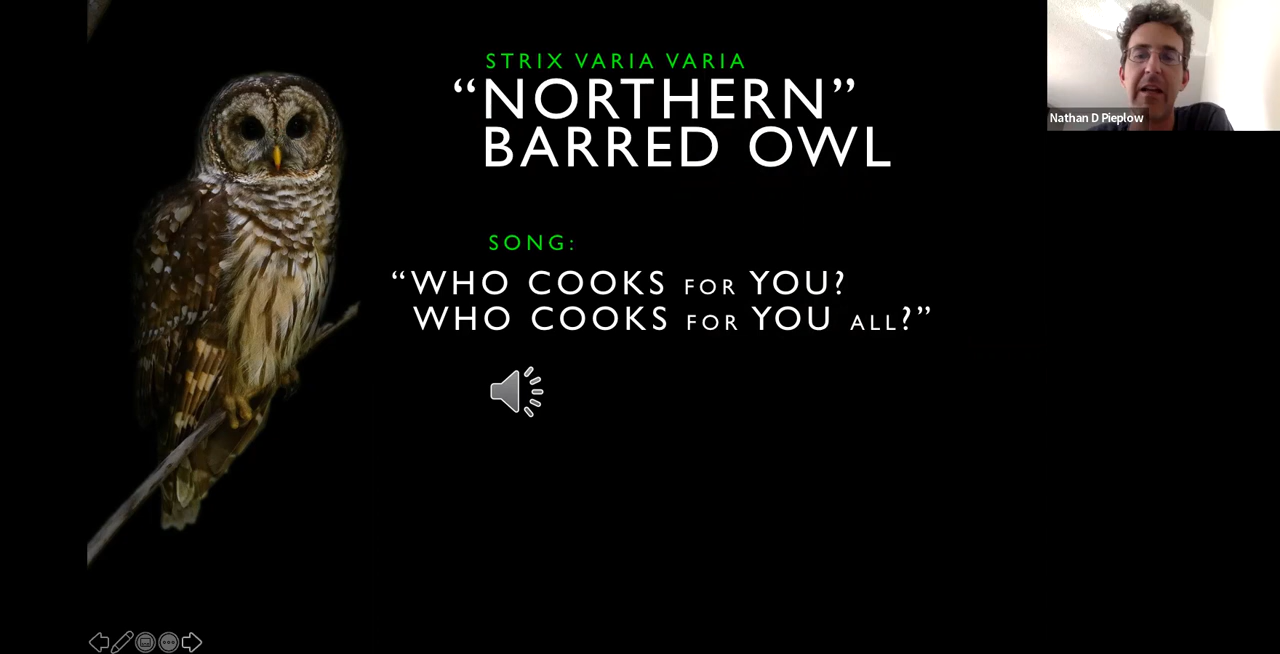 STRIX VARIA VARIA
“NORTHERN”
BARRED OWL
Nathan D Pieplow
SONG:
“WHO COOKS FOR YOU?
WHO COOKS FOR YOU ALL?”